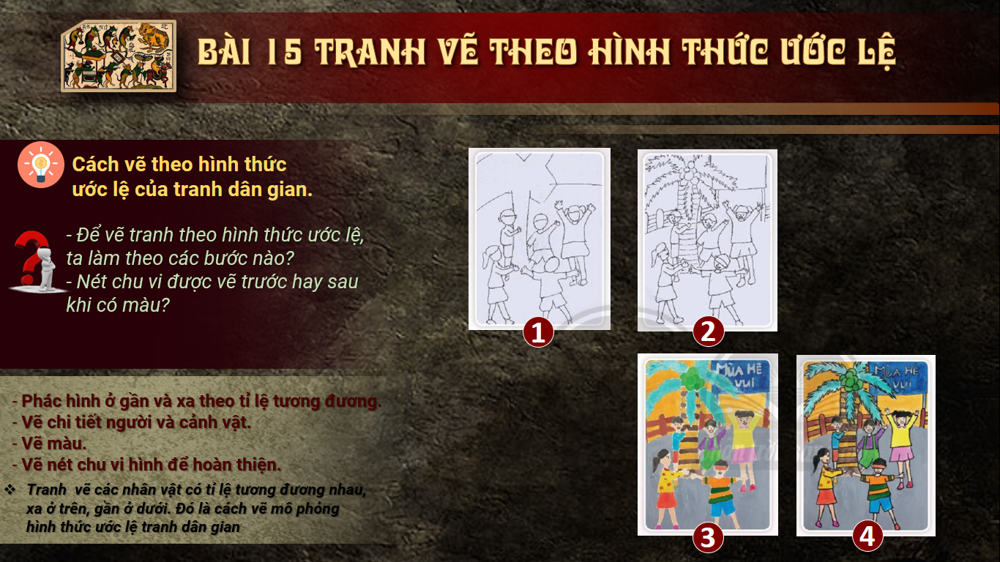 BÀI 15 TRANH VẼ THEO HÌNH THỨC ƯỚC LỆ
Cách vẽ theo hình thức
ước lệ của tranh dân gian.
- Để vẽ tranh theo hình thức ước lệ,
ta làm theo các bước nào?
- Nét chu vi được vẽ trước hay sau
khi có màu?
- Phác hình ở gần và xa theo tỉ lệ tương đương.
- Vẽ chi tiết người và cảnh vật.
- Vẽ màu.
- Vẽ nét chu vi hình để hoàn thiện.
❖ Tranh vẽ các nhân vật có tỉ lệ tương đương nhau,
xa ở trên, gần ở dưới. Đó là cách vẽ mô phỏng
hình thức ước lệ tranh dân gian
1
2
MÙA HÈ
VUI
3
MÙA HÈ
VUI
4